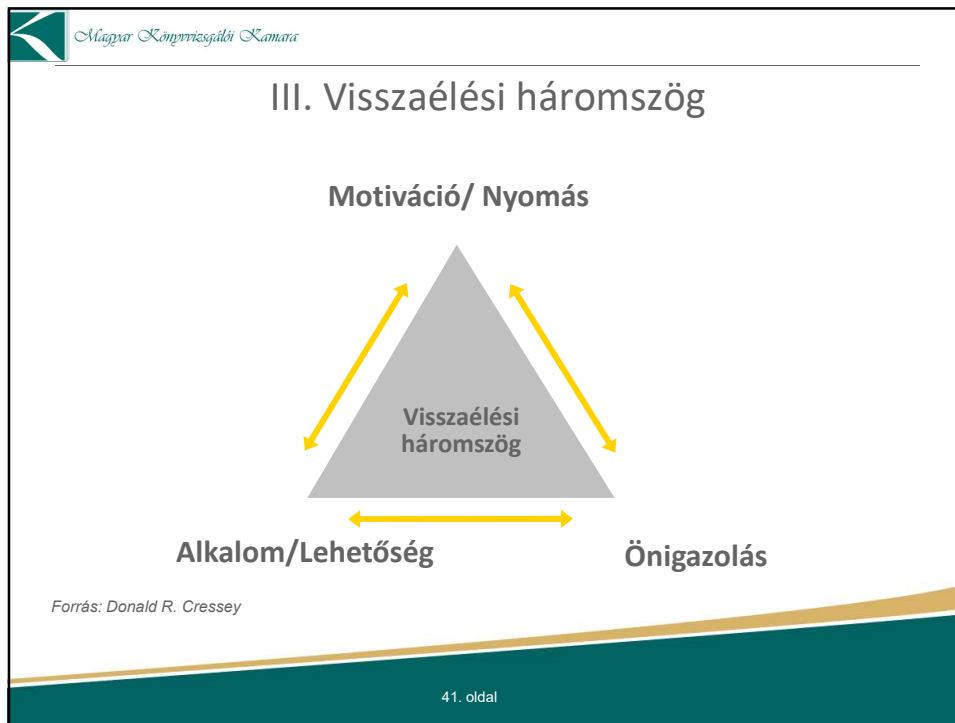 Magyar Könyvvizsgálói Kamara
III. Visszaélési háromszög
Motiváció/ Nyomás
Visszaélési
háromszög
Alkalom/Lehetőség
Önigazolás
Forrás: Donald R. Cressey
41. oldal